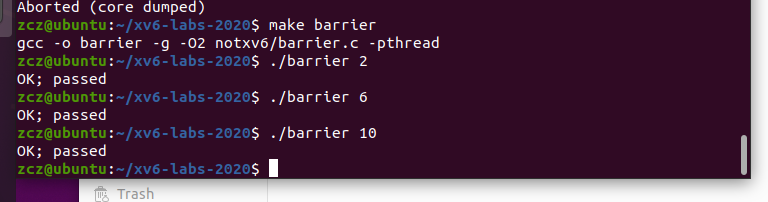 Aborted (core dumped)
zcz@ubuntu:~/xv6-labs-2020$ make barrier
gcc -o barrier -g -O2 notxv6/barrier.c -pthread
zcz@ubuntu:~/xv6-labs-2020$ ./barrier 2
OK; passed
zcz@ubuntu:~/xv6-labs-2020$ ./barrier 6
OK; passed
zcz@ubuntu:~/xv6-labs-2020$ ./barrier 10
OK; passed
zcz@ubuntu:~/xv6-labs-2020$
Trash